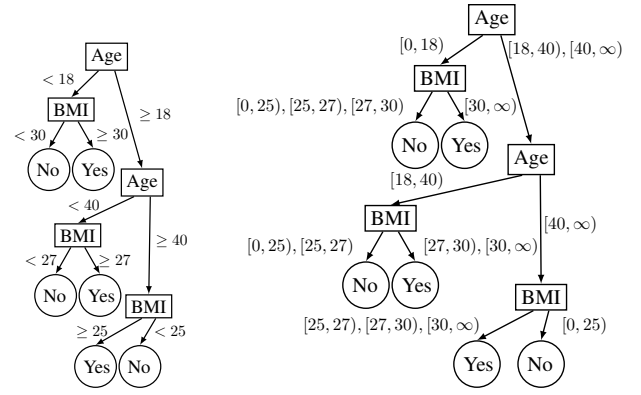 Age
< 18
≥ 18
BMI
< 30
≥ 30
No
Yes
Age
< 40
≥ 40
BMI
< 27
≥ 27
No
Yes
BMI
≥ 25
< 25
Yes
No
Age
[0, 18)
[18, 40), [40, ∞)
BMI
[0, 25), [25, 27), [27, 30)
[30, ∞)
No
Yes
Age
[18, 40)
[40, ∞)
BMI
[0, 25), [25, 27)
[27, 30), [30, ∞)
No
Yes
BMI
[25, 27), [27, 30), [30, ∞)
[0, 25)
Yes
No